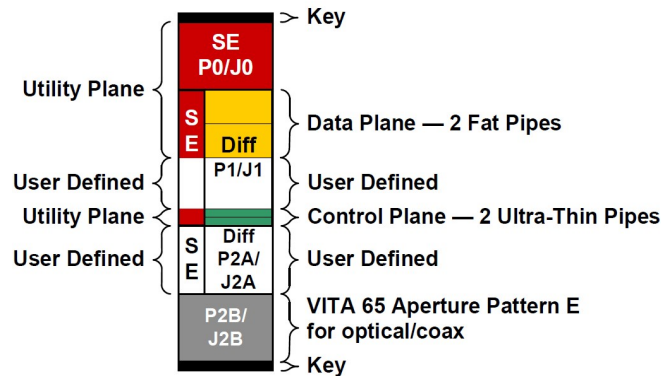 Key
SE
P0/J0
Utility Plane
S
E
Diff
Data Plane — 2 Fat Pipes
P1/J1
User Defined
User Defined
Utility Plane
Control Plane — 2 Ultra-Thin Pipes
User Defined
S
E
Diff
P2A/
J2A
User Defined
P2B/
J2B
VITA 65 Aperture Pattern E
for optical/coax
Key